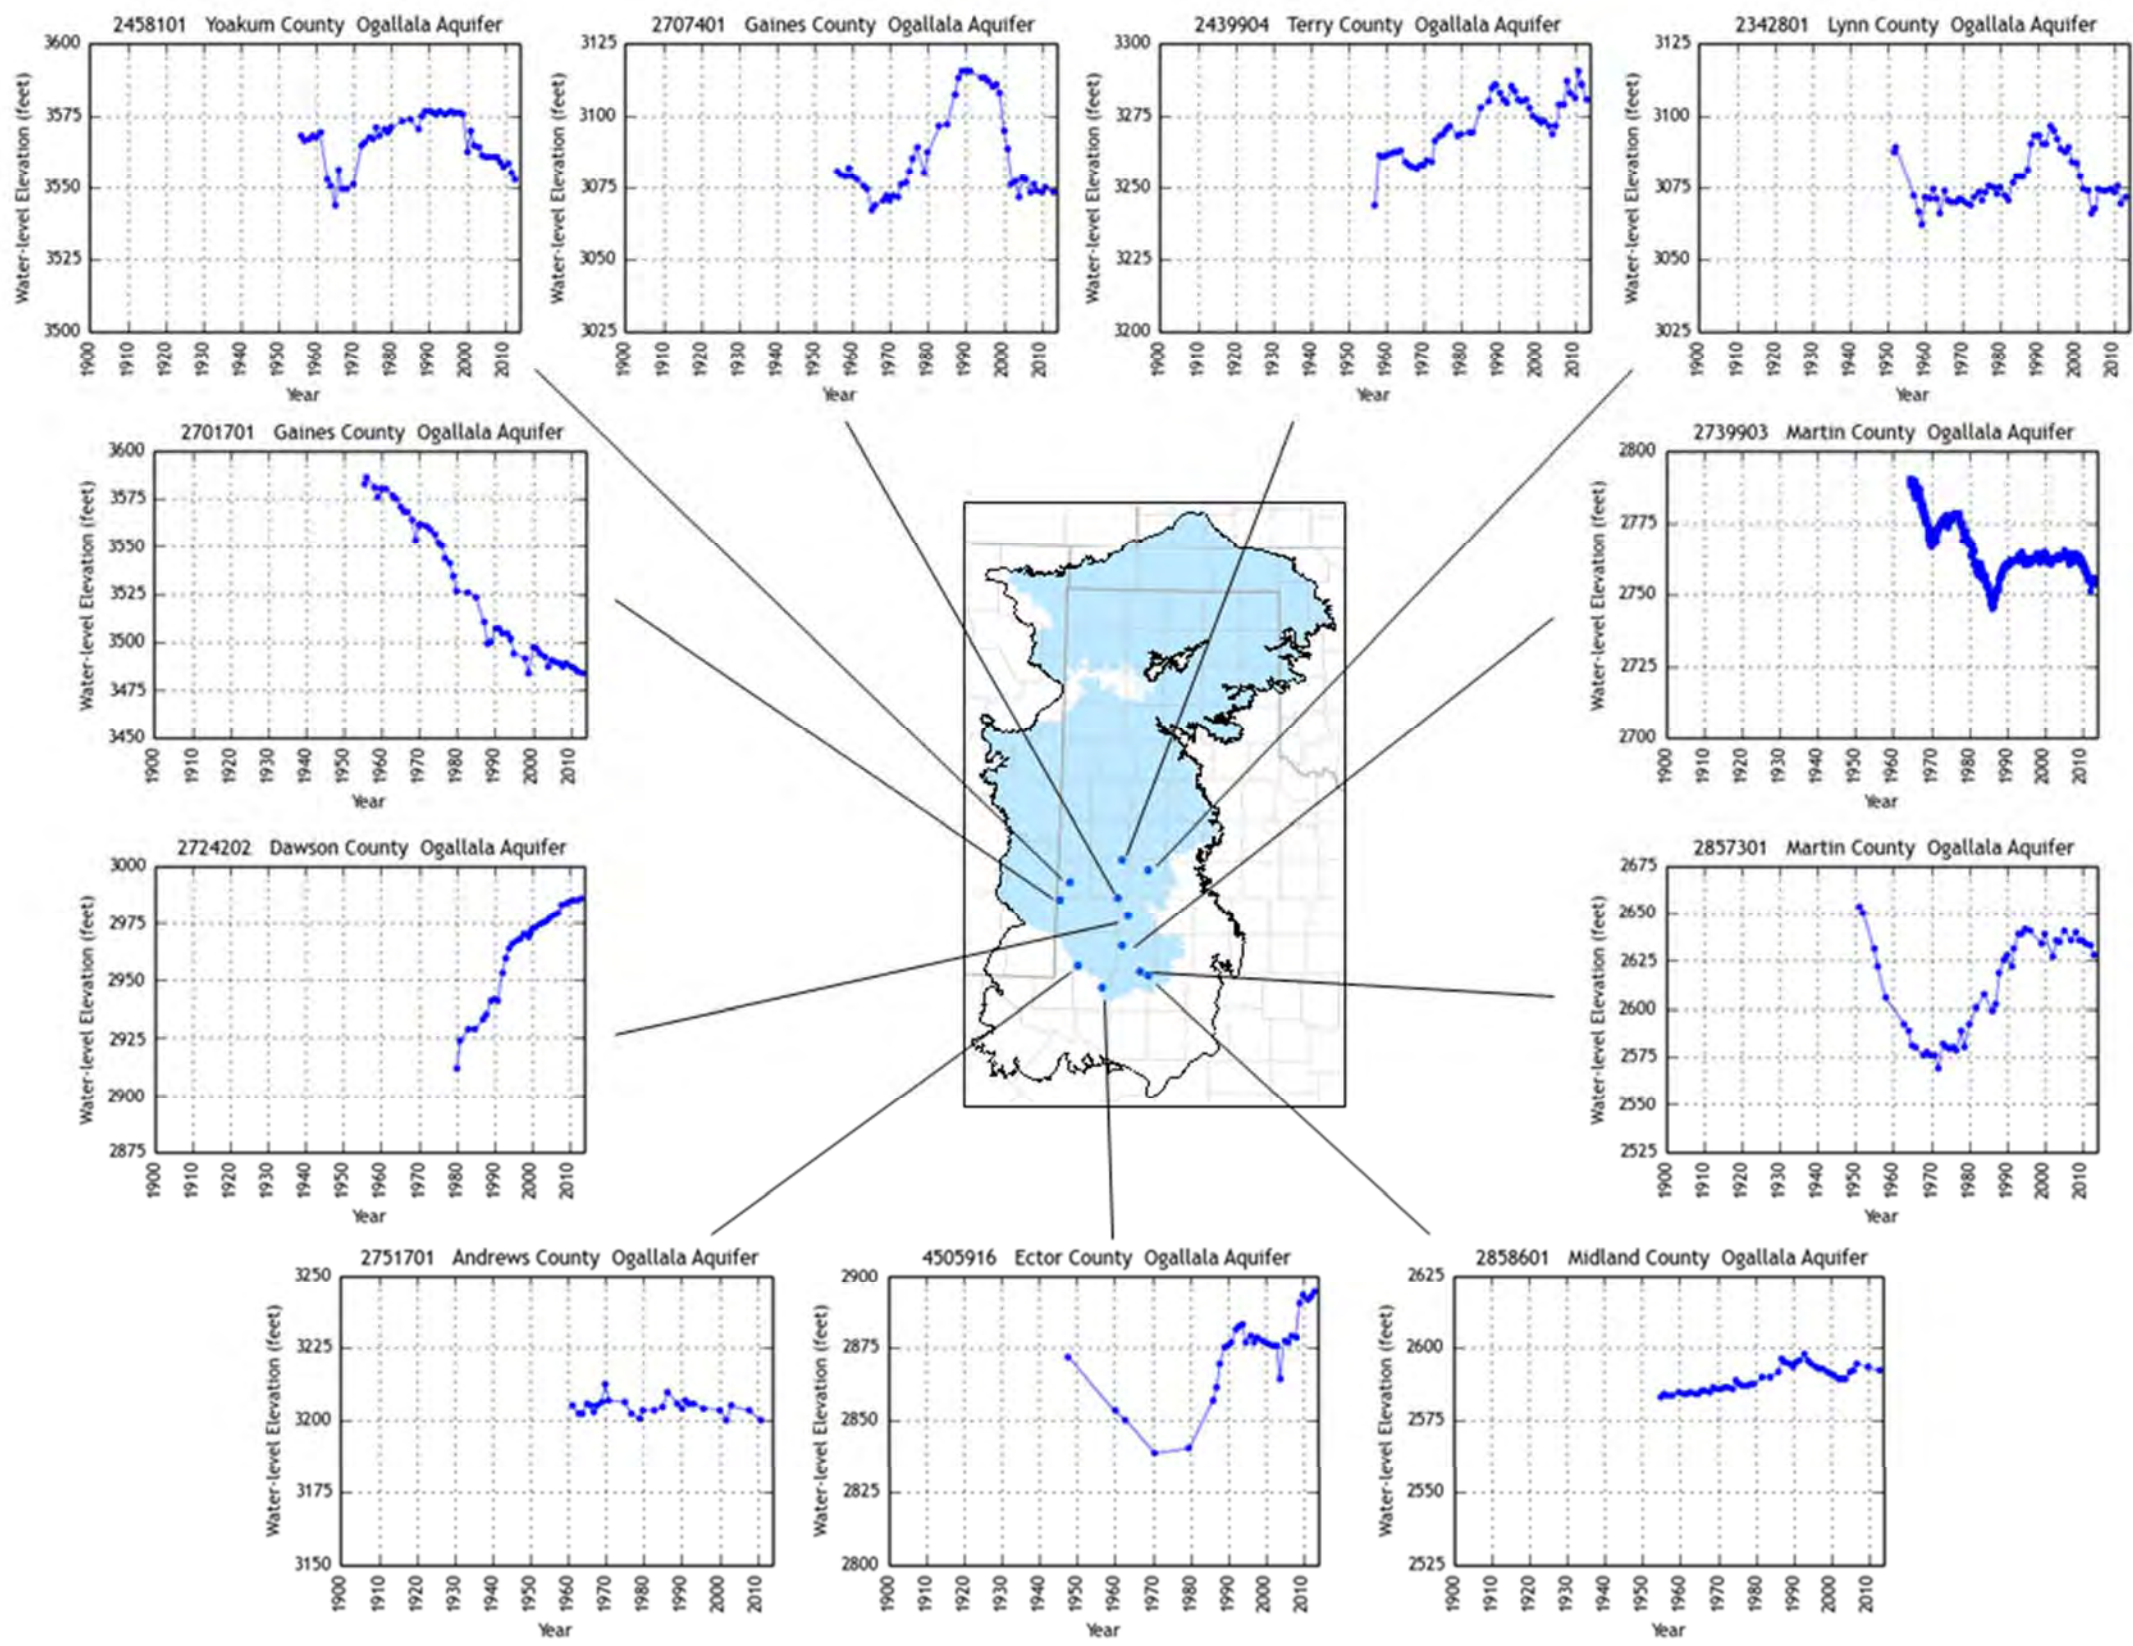 2458101 Yoakum County Ogallala Aquifer
Water-level Elevation (feet)
3600
3575
3550
3525
3500
1900 1910 1920 1930 1940 1950 1960 1970 1980 1990 2000 2010
Year
2707401 Gaines County Ogallala Aquifer
Water-level Elevation (feet)
3125
3100
3075
3050
3025
1900 1910 1920 1930 1940 1950 1960 1970 1980 1990 2000 2010
Year
2439904 Terry County Ogallala Aquifer
Water-level Elevation (feet)
3300
3275
3250
3225
3200
1900 1910 1920 1930 1940 1950 1960 1970 1980 1990 2000 2010
Year
2342801 Lynn County Ogallala Aquifer
Water-level Elevation (feet)
3125
3100
3075
3050
3025
1900 1910 1920 1930 1940 1950 1960 1970 1980 1990 2000 2010
Year
2701701 Gaines County Ogallala Aquifer
Water-level Elevation (feet)
3600
3575
3550
3525
3500
3475
3450
1900 1910 1920 1930 1940 1950 1960 1970 1980 1990 2000 2010
Year
2739903 Martin County Ogallala Aquifer
Water-level Elevation (feet)
2800
2775
2750
2725
2700
1900 1910 1920 1930 1940 1950 1960 1970 1980 1990 2000 2010
Year
2724202 Dawson County Ogallala Aquifer
Water-level Elevation (feet)
3000
2975
2950
2925
2900
2875
1900 1910 1920 1930 1940 1950 1960 1970 1980 1990 2000 2010
Year
2857301 Martin County Ogallala Aquifer
Water-level Elevation (feet)
2675
2650
2625
2600
2575
2550
2525
1900 1910 1920 1930 1940 1950 1960 1970 1980 1990 2000 2010
Year
2751701 Andrews County Ogallala Aquifer
Water-level Elevation (feet)
3250
3225
3200
3175
3150
1900 1910 1920 1930 1940 1950 1960 1970 1980 1990 2000 2010
Year
4505916 Ector County Ogallala Aquifer
Water-level Elevation (feet)
2900
2875
2850
2825
2800
1900 1910 1920 1930 1940 1950 1960 1970 1980 1990 2000 2010
Year
2858601 Midland County Ogallala Aquifer
Water-level Elevation (feet)
2625
2600
2575
2550
2525
1900 1910 1920 1930 1940 1950 1960 1970 1980 1990 2000 2010
Year